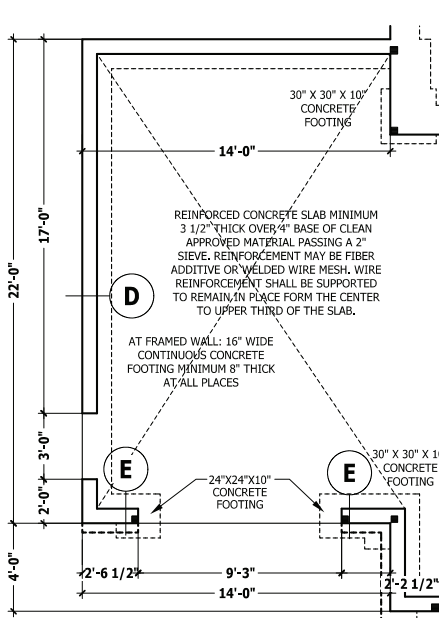 30" X 30" X 10"
CONCRETE
FOOTING
14'-0"
REINFORCED CONCRETE SLAB MINIMUM
3 1/2" THICK OVER 4" BASE OF CLEAN
APPROVED MATERIAL PASSING A 2"
SIEVE. REINFORCEMENT MAY BE FIBER
ADDITIVE OR WELDED WIRE MESH. WIRE
REINFORCEMENT SHALL BE SUPPORTED
TO REMAIN IN PLACE FORM THE CENTER
TO UPPER THIRD OF THE SLAB.
17'-0"
22'-0"
D
AT FRAMED WALL: 16" WIDE
CONTINUOUS CONCRETE
FOOTING MINIMUM 8" THICK
AT ALL PLACES
3'-0"
2'-0"
4'-0"
E
24"X24"X10"
CONCRETE
FOOTING
E
30" X 30" X 10
CONCRETE
FOOTING
2'-6 1/2"
9'-3"
2'-2 1/2"
14'-0"